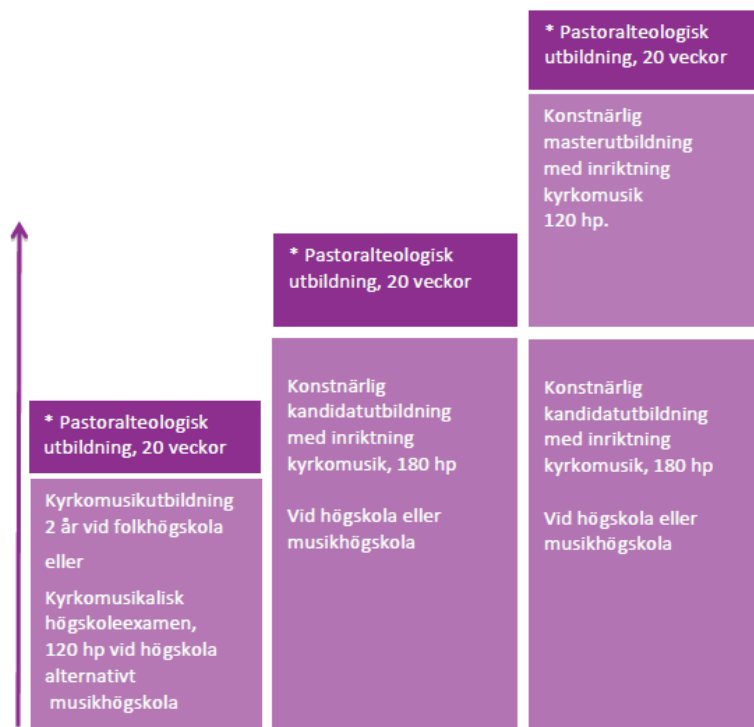 * Pastoralteologisk
utbildning, 20 veckor
Kyrkomusikutbildning
2 år vid folkhögskola
eller
Kyrkomusikalisk
högskoleexamen,
120 hp vid högskola
alternativt
musikhögskola
* Pastoralteologisk
utbildning, 20 veckor
Konstnärlig
kandidatutbildning
med inriktning
kyrkomusik, 180 hp
Vid högskola eller
musikhögskola
* Pastoralteologisk
utbildning, 20 veckor
Konstnärlig
masterutbildning
med inriktning
kyrkomusik
120 hp.
Konstnärlig
kandidatutbildning
med inriktning
kyrkomusik, 180 hp
Vid högskola eller
musikhögskola